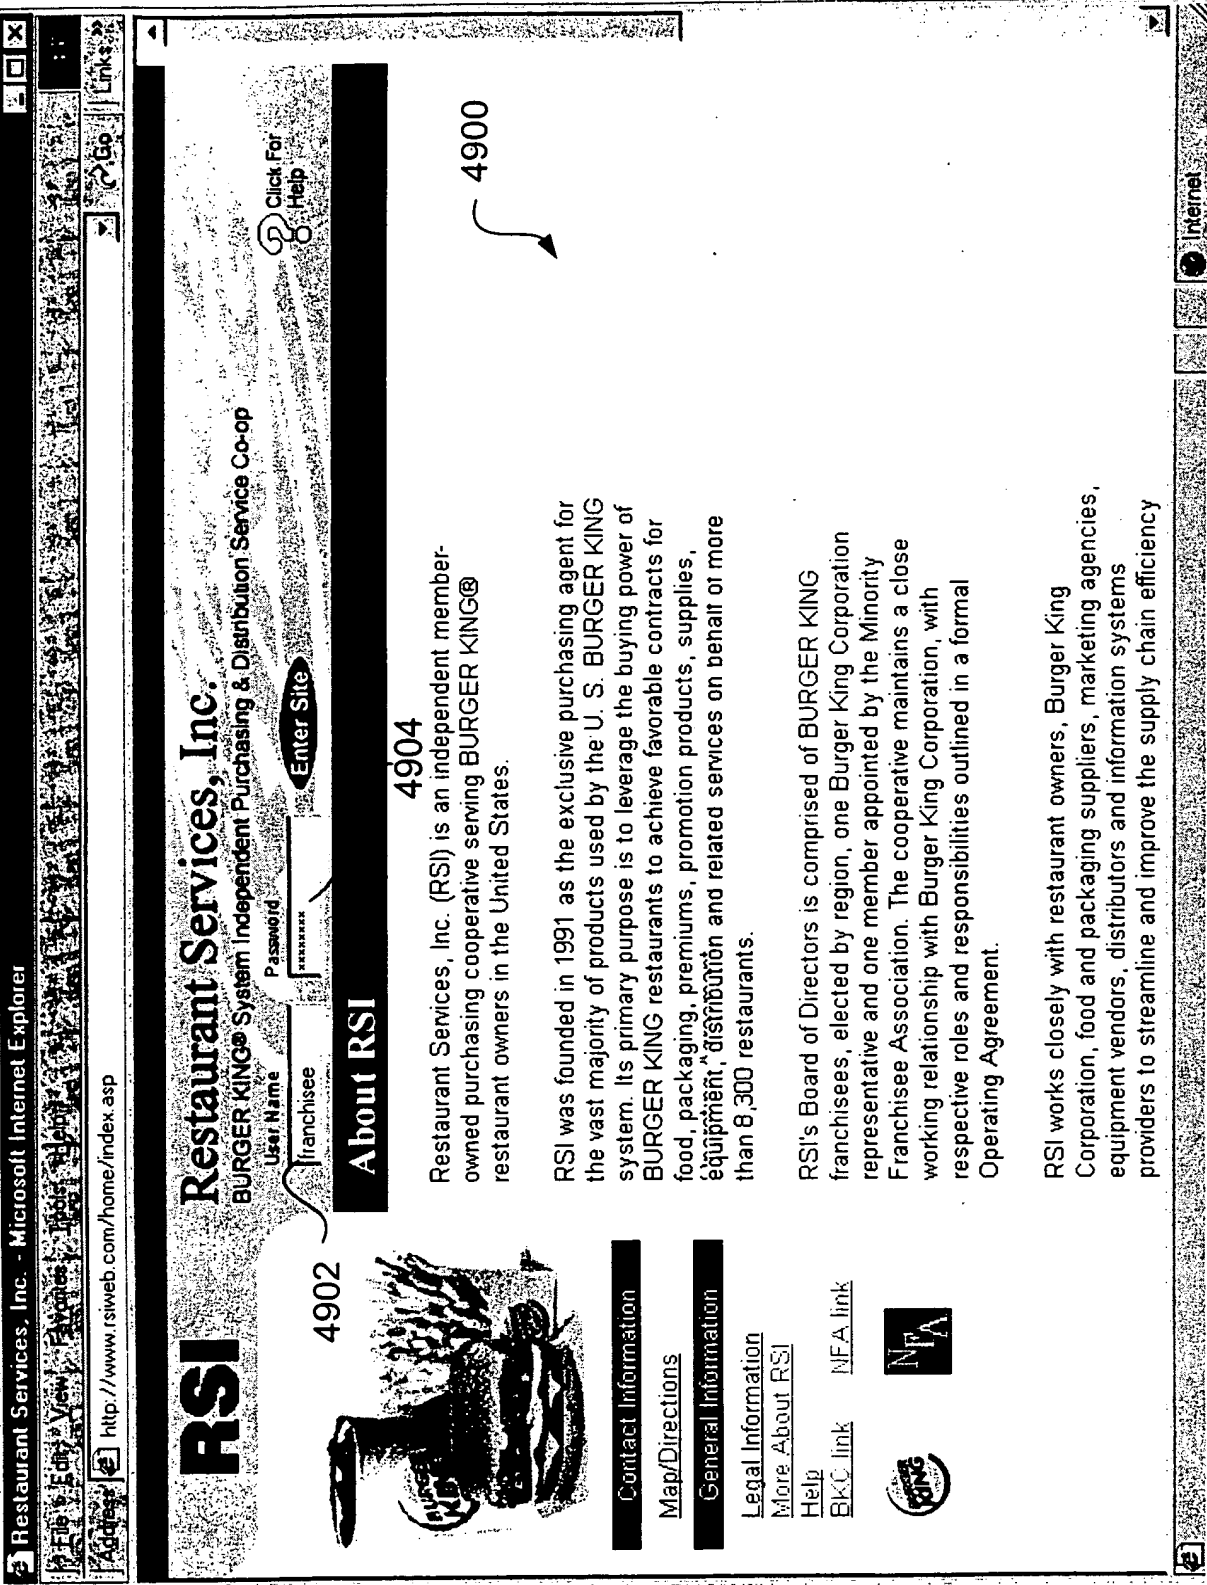 Restaurant Services, Inc. - Microsoft Internet Explorer
File Edit View Favorites Tools Help
Address http://www.rsiweb.com/home/index.asp Go Links »
RSI
Restaurant Services, Inc.
BURGER KING® System Independent Purchasing & Distribution Service Co-op
User Name Password
franchisee xxxxxxxx Enter Site Click For Help
4902
4904
4900
About RSI
Restaurant Services, Inc. (RSI) is an independent member-
owned purchasing cooperative serving BURGER KING®
restaurant owners in the United States.
RSI was founded in 1991 as the exclusive purchasing agent for
the vast majority of products used by the U. S. BURGER KING
system. Its primary purpose is to leverage the buying power of
BURGER KING restaurants to achieve favorable contracts for
food, packaging, premiums, promotion products, supplies,
equipment, distribution and related services on behalf of more
than 8,300 restaurants.
RSI's Board of Directors is comprised of BURGER KING
franchisees, elected by region, one Burger King Corporation
representative and one member appointed by the Minority
Franchisee Association. The cooperative maintains a close
working relationship with Burger King Corporation, with
respective roles and responsibilities outlined in a formal
Operating Agreement.
RSI works closely with restaurant owners, Burger King
Corporation, food and packaging suppliers, marketing agencies,
equipment vendors, distributors and information systems
providers to streamline and improve the supply chain efficiency
Contact Information
Map/Directions
General Information
Legal Information
More About RSI
Help
BKC link NFA link
BURGER KING
NFA
Internet